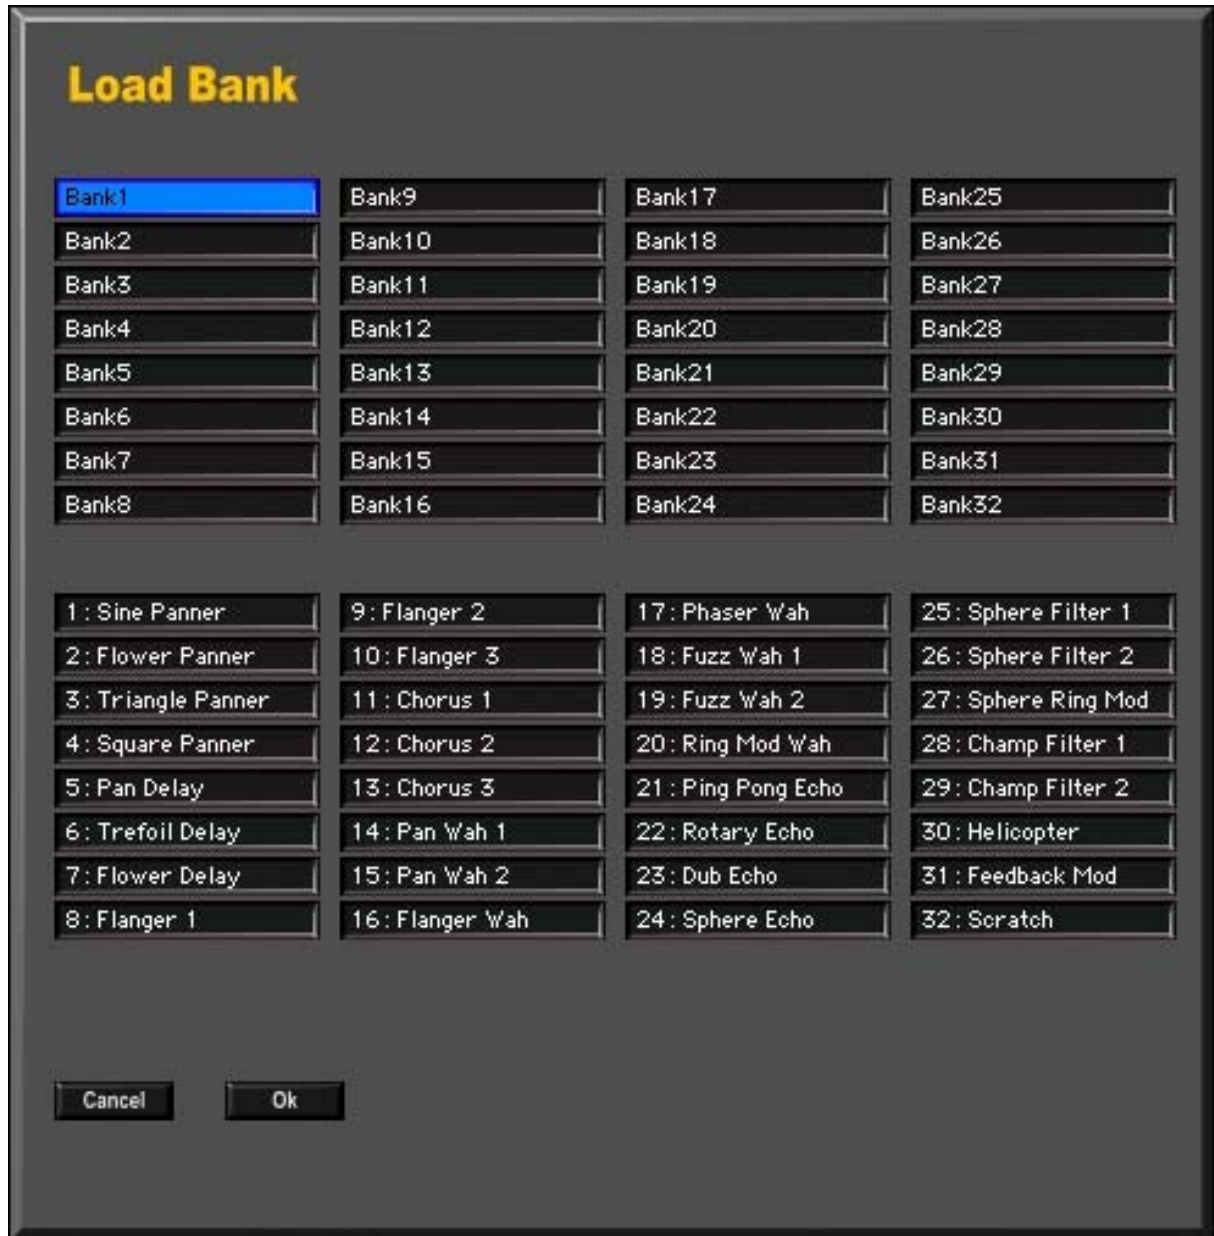 Load Bank
Bank1 Bank9 Bank17 Bank25
Bank2 Bank10 Bank18 Bank26
Bank3 Bank11 Bank19 Bank27
Bank4 Bank12 Bank20 Bank28
Bank5 Bank13 Bank21 Bank29
Bank6 Bank14 Bank22 Bank30
Bank7 Bank15 Bank23 Bank31
Bank8 Bank16 Bank24 Bank32
1: Sine Panner 9: Flanger 2 17: Phaser Wah 25: Sphere Filter 1
2: Flower Panner 10: Flanger 3 18: Fuzz Wah 1 26: Sphere Filter 2
3: Triangle Panner 11: Chorus 1 19: Fuzz Wah 2 27: Sphere Ring Mod
4: Square Panner 12: Chorus 2 20: Ring Mod Wah 28: Champ Filter 1
5: Pan Delay 13: Chorus 3 21: Ping Pong Echo 29: Champ Filter 2
6: Trefoil Delay 14: Pan Wah 1 22: Rotary Echo 30: Helicopter
7: Flower Delay 15: Pan Wah 2 23: Dub Echo 31: Feedback Mod
8: Flanger 1 16: Flanger Wah 24: Sphere Echo 32: Scratch
Cancel Ok